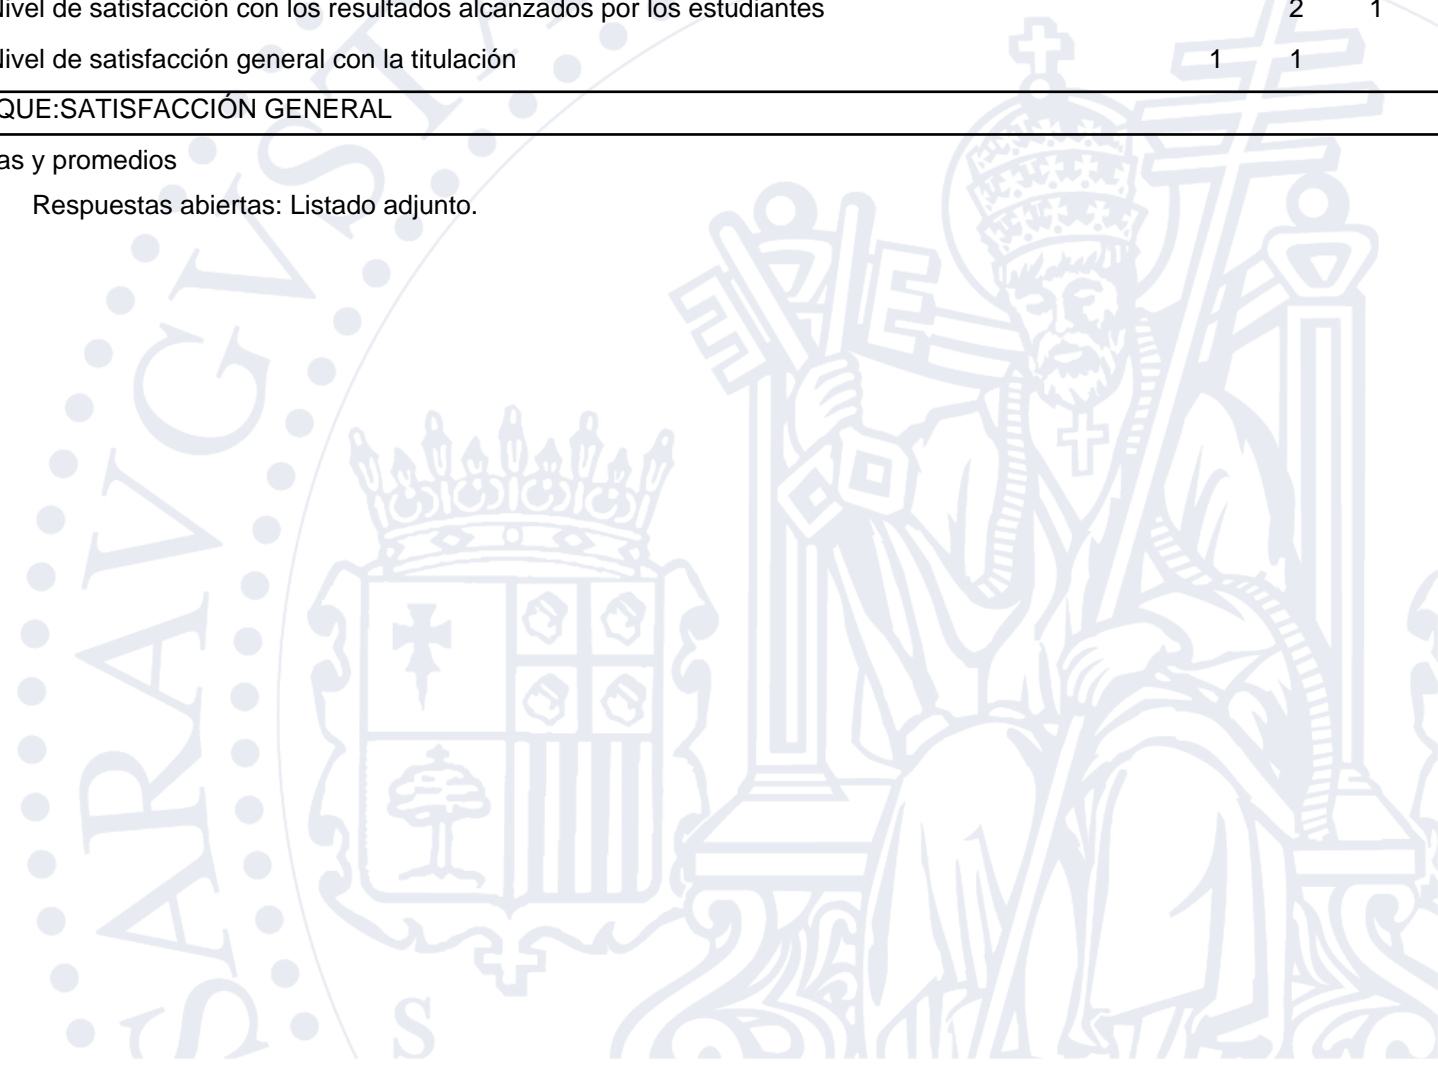 Nivel de satisfacción con los resultados alcanzados por los estudiantes 2 1
Nivel de satisfacción general con la titulación 1 1
QUE:SATISFACCIÓN GENERAL
as y promedios
Respuestas abiertas: Listado adjunto.
SARAVGVSTA
S